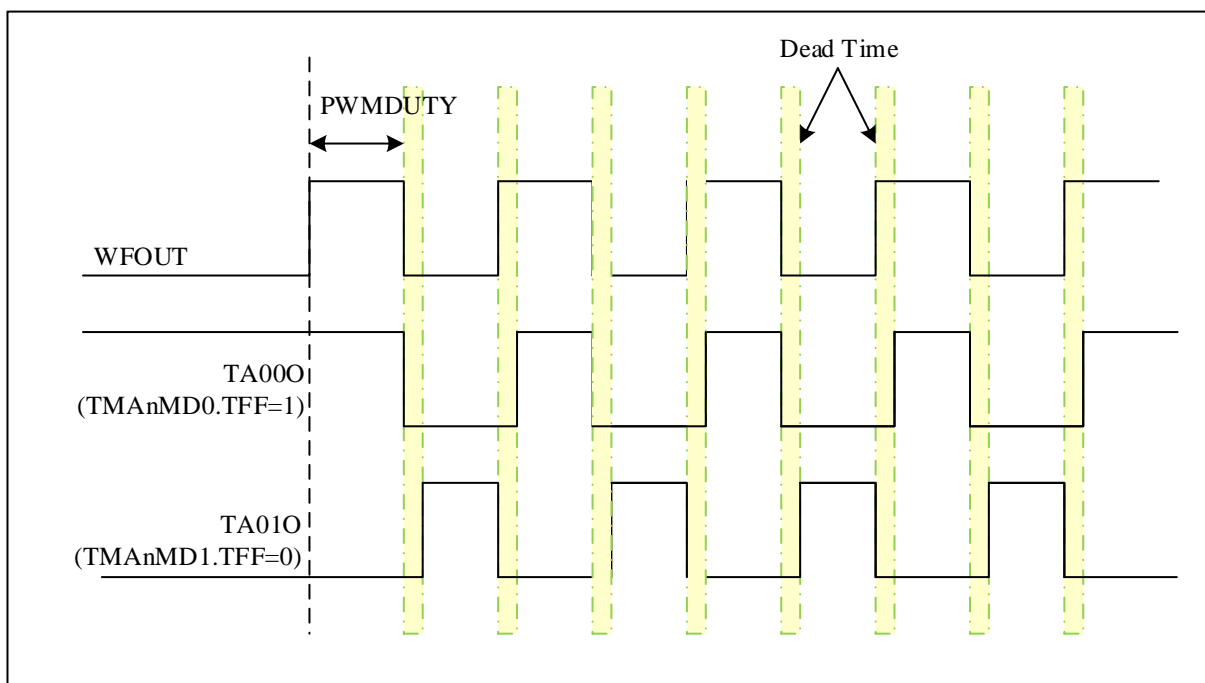 Dead Time
PWMDUTY
WFOUT
TA00O
(TMAnMD0.TFF=1)
TA01O
(TMAnMD1.TFF=0)